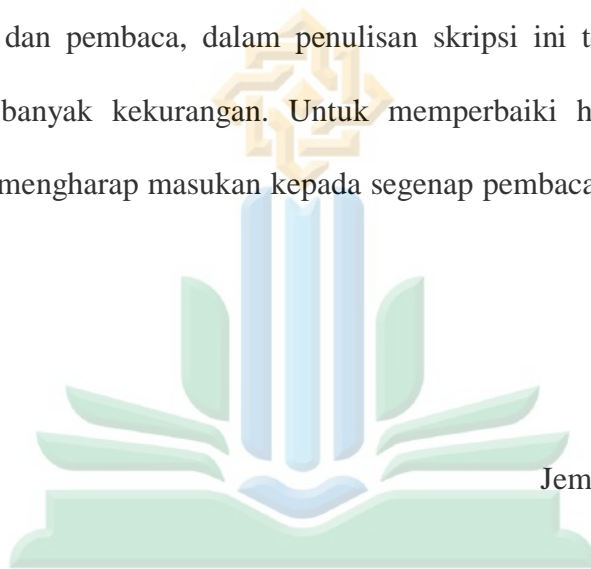 dan pembaca, dalam penulisan skripsi ini t
banyak kekurangan. Untuk memperbaiki h
mengharap masukan kepada segenap pembaca
Jem